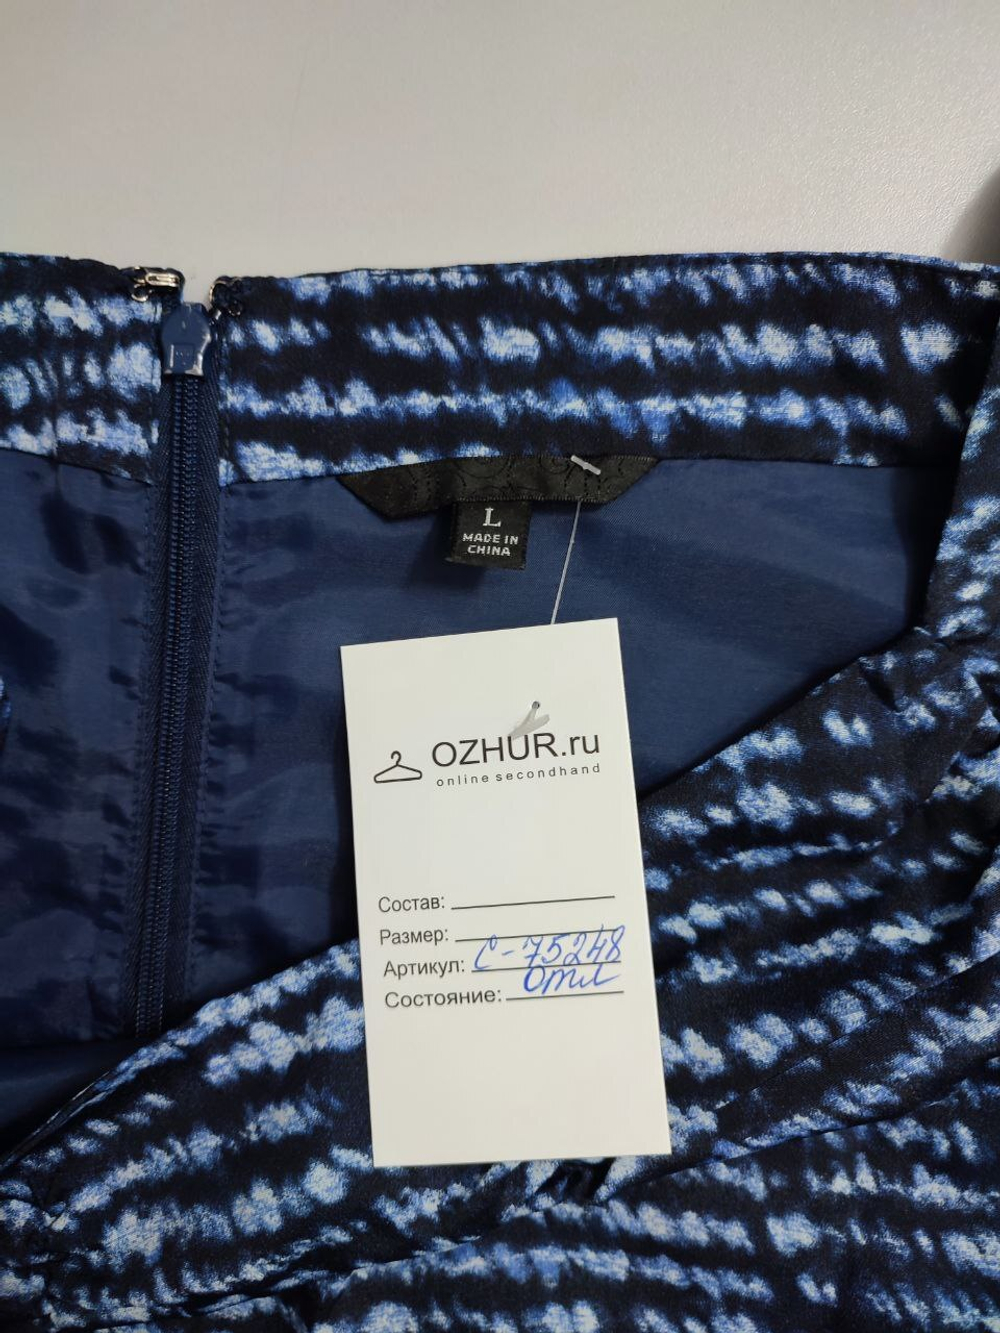 L
MADE IN
CHINA
OZHUR.ru
online secondhand
Состав:
Размер:
Артикул: С-75248
Состояние: отл